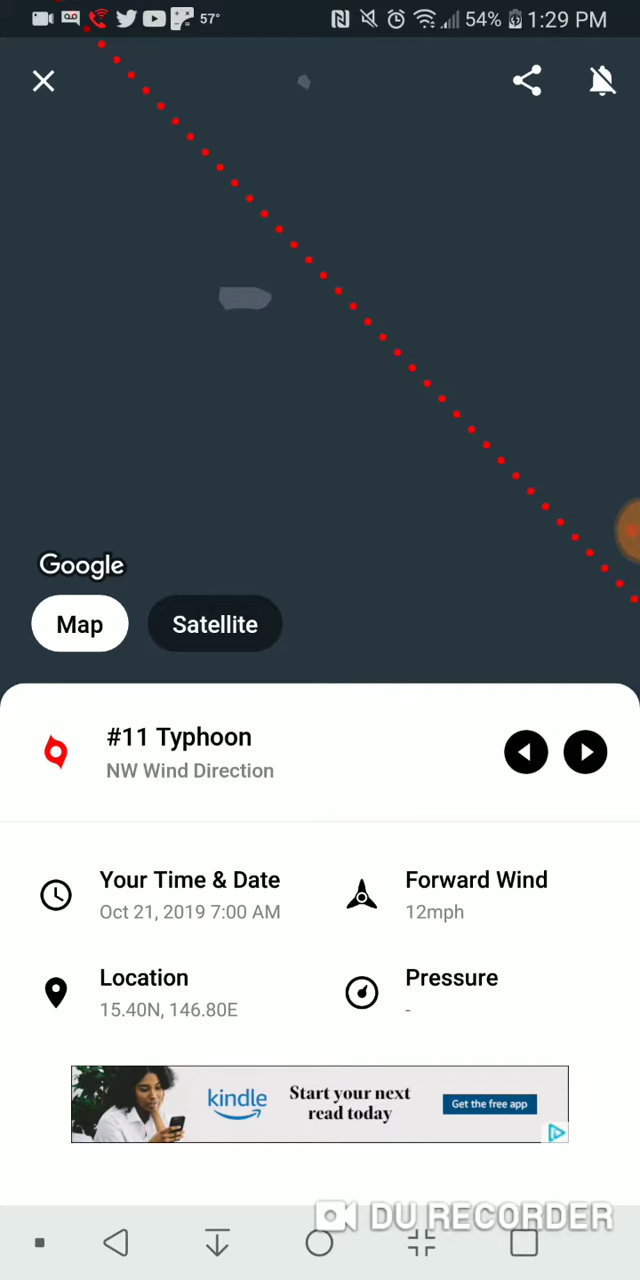 57° 54% 1:29 PM
Google
Map Satellite
#11 Typhoon
NW Wind Direction
Your Time & Date Forward Wind
Oct 21, 2019 7:00 AM 12mph
Location Pressure
15.40N, 146.80E -
kindle Start your next
read today
Get the free app
DU RECORDER